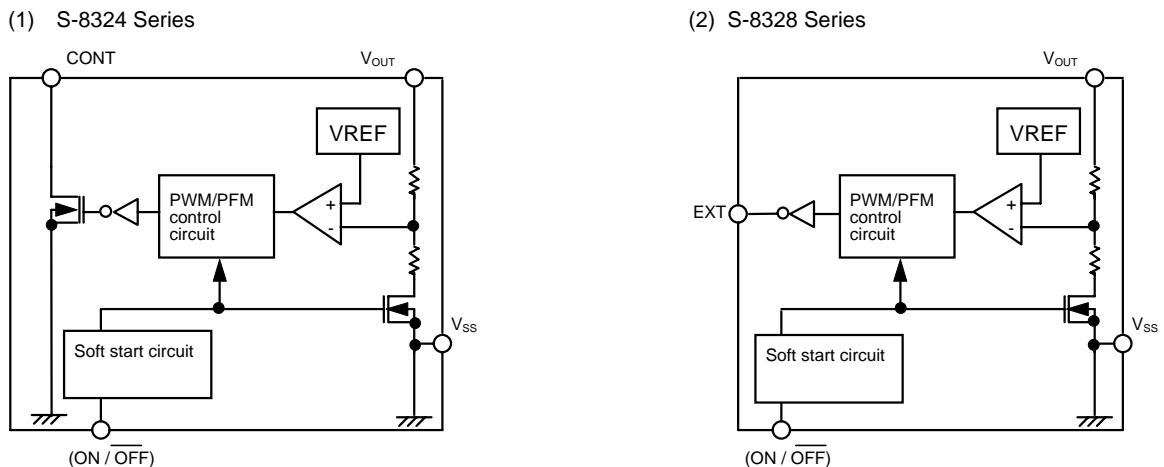 (1) S-8324 Series
CONT
VOUT
VREF
PWM/PFM
control
circuit
+
-
Soft start circuit
VSS
(ON / OFF)
(2) S-8328 Series
VOUT
VREF
EXT
PWM/PFM
control
circuit
+
-
Soft start circuit
VSS
(ON / OFF)